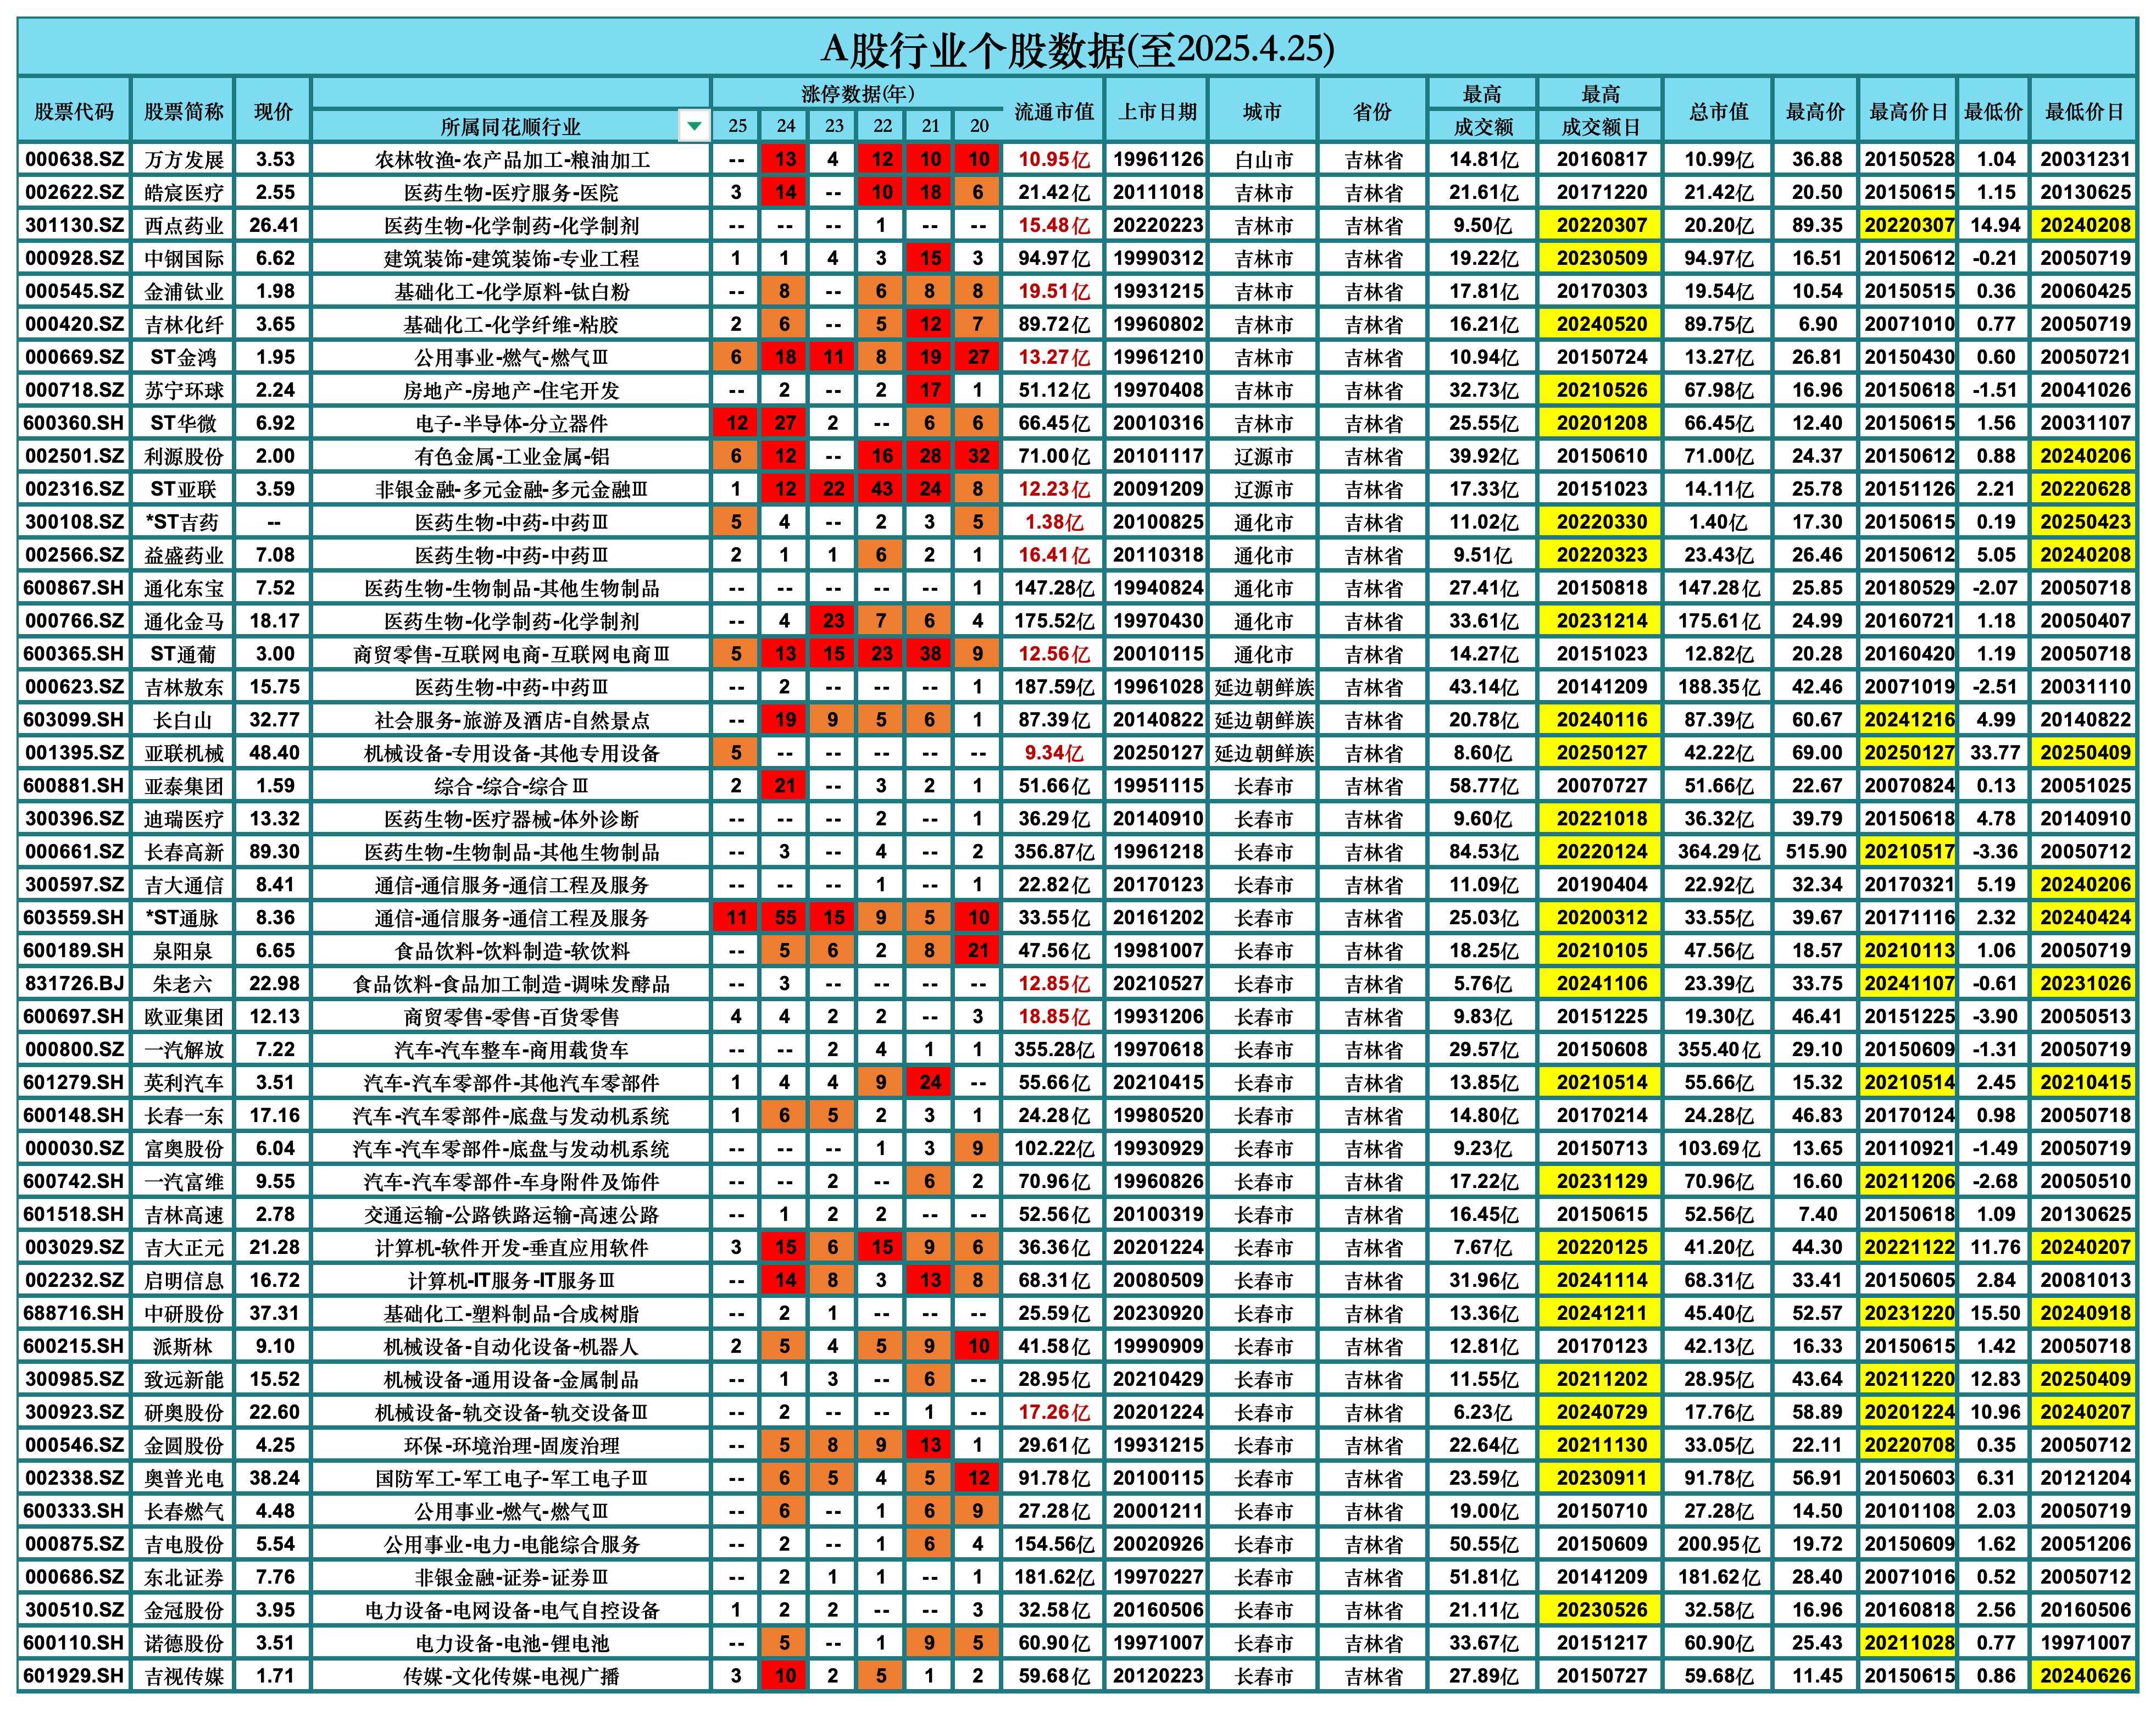 A股行业个股数据(至2025.4.25)
股票代码 股票简称 现价 所属同花顺行业 涨停数据(年) 25 24 23 22 21 20 流通市值 上市日期 城市 省份 最高成交额 最高成交额日 总市值 最高价 最高价日 最低价 最低价日
000638.SZ 万方发展 3.53 农林牧渔-农产品加工-粮油加工 -- 13 4 12 10 10 10.95亿 19961126 白山市 吉林省 14.81亿 20160817 10.99亿 36.88 20150528 1.04 20031231
002622.SZ 皓宸医疗 2.55 医药生物-医疗服务-医院 3 14 -- 10 18 6 21.42亿 20111018 吉林市 吉林省 21.61亿 20171220 21.42亿 20.50 20150615 1.15 20130625
301130.SZ 西点药业 26.41 医药生物-化学制药-化学制剂 -- -- -- 1 -- -- 15.48亿 20220223 吉林市 吉林省 9.50亿 20220307 20.20亿 89.35 20220307 14.94 20240208
000928.SZ 中钢国际 6.62 建筑装饰-建筑装饰-专业工程 1 1 4 3 15 3 94.97亿 19990312 吉林市 吉林省 19.22亿 20230509 94.97亿 16.51 20150612 -0.21 20050719
000545.SZ 金浦钛业 1.98 基础化工-化学原料-钛白粉 -- 8 -- 6 8 8 19.51亿 19931215 吉林市 吉林省 17.81亿 20170303 19.54亿 10.54 20150515 0.36 20060425
000420.SZ 吉林化纤 3.65 基础化工-化学纤维-粘胶 2 6 -- 5 12 7 89.72亿 19960802 吉林市 吉林省 16.21亿 20240520 89.75亿 6.90 20071010 0.77 20050719
000669.SZ ST金鸿 1.95 公用事业-燃气-燃气Ⅲ 6 18 11 8 19 27 13.27亿 19961210 吉林市 吉林省 10.94亿 20150724 13.27亿 26.81 20150430 0.60 20050721
000718.SZ 苏宁环球 2.24 房地产-房地产-住宅开发 -- 2 -- 2 17 1 51.12亿 19970408 吉林市 吉林省 32.73亿 20210526 67.98亿 16.96 20150618 -1.51 20041026
600360.SH ST华微 6.92 电子-半导体-分立器件 12 27 2 -- 6 6 66.45亿 20010316 吉林市 吉林省 25.55亿 20201208 66.45亿 12.40 20150615 1.56 20031107
002501.SZ 利源股份 2.00 有色金属-工业金属-铝 6 12 -- 16 28 32 71.00亿 20101117 辽源市 吉林省 39.92亿 20150610 71.00亿 24.37 20150612 0.88 20240206
002316.SZ ST亚联 3.59 非银金融-多元金融-多元金融Ⅲ 1 12 22 43 24 8 12.23亿 20091209 辽源市 吉林省 17.33亿 20151023 14.11亿 25.78 20151126 2.21 20220628
300108.SZ *ST吉药 -- 医药生物-中药-中药Ⅲ 5 4 -- 2 3 5 1.38亿 20100825 通化市 吉林省 11.02亿 20220330 1.40亿 17.30 20150615 0.19 20250423
002566.SZ 益盛药业 7.08 医药生物-中药-中药Ⅲ 2 1 1 6 2 1 16.41亿 20110318 通化市 吉林省 9.51亿 20220323 23.43亿 26.46 20150612 5.05 20240208
600867.SH 通化东宝 7.52 医药生物-生物制品-其他生物制品 -- -- -- -- -- 1 147.28亿 19940824 通化市 吉林省 27.41亿 20150818 147.28亿 25.85 20180529 -2.07 20050718
000766.SZ 通化金马 18.17 医药生物-化学制药-化学制剂 -- 4 23 7 6 4 175.52亿 19970430 通化市 吉林省 33.61亿 20231214 175.61亿 24.99 20160721 1.18 20050407
600365.SH ST通葡 3.00 商贸零售-互联网电商-互联网电商Ⅲ 5 13 15 23 38 9 12.56亿 20010115 通化市 吉林省 14.27亿 20151023 12.82亿 20.28 20160420 1.19 20050718
000623.SZ 吉林敖东 15.75 医药生物-中药-中药Ⅲ -- 2 -- -- -- 1 187.59亿 19961028 延边朝鲜族 吉林省 43.14亿 20141209 188.35亿 42.46 20071019 -2.51 20031110
603099.SH 长白山 32.77 社会服务-旅游及酒店-自然景点 -- 19 9 5 6 1 87.39亿 20140822 延边朝鲜族 吉林省 20.78亿 20240116 87.39亿 60.67 20241216 4.99 20140822
001395.SZ 亚联机械 48.40 机械设备-专用设备-其他专用设备 5 -- -- -- -- -- 9.34亿 20250127 延边朝鲜族 吉林省 8.60亿 20250127 42.22亿 69.00 20250127 33.77 20250409
600881.SH 亚泰集团 1.59 综合-综合-综合Ⅲ 2 21 -- 3 2 1 51.66亿 19951115 长春市 吉林省 58.77亿 20070727 51.66亿 22.67 20070824 0.13 20051025
300396.SZ 迪瑞医疗 13.32 医药生物-医疗器械-体外诊断 -- -- -- 2 -- 1 36.29亿 20140910 长春市 吉林省 9.60亿 20221018 36.32亿 39.79 20150618 4.78 20140910
000661.SZ 长春高新 89.30 医药生物-生物制品-其他生物制品 -- 3 -- 4 -- 2 356.87亿 19961218 长春市 吉林省 84.53亿 20220124 364.29亿 515.90 20210517 -3.36 20050712
300597.SZ 吉大通信 8.41 通信-通信服务-通信工程及服务 -- -- -- 1 -- 1 22.82亿 20170123 长春市 吉林省 11.09亿 20190404 22.92亿 32.34 20170321 5.19 20240206
603559.SH *ST通脉 8.36 通信-通信服务-通信工程及服务 11 55 15 9 5 10 33.55亿 20161202 长春市 吉林省 25.03亿 20200312 33.55亿 39.67 20171116 2.32 20240424
600189.SH 泉阳泉 6.65 食品饮料-饮料制造-软饮料 -- 5 6 2 8 21 47.56亿 19981007 长春市 吉林省 18.25亿 20210105 47.56亿 18.57 20210113 1.06 20050719
831726.BJ 朱老六 22.98 食品饮料-食品加工制造-调味发酵品 -- 3 -- -- -- -- 12.85亿 20210527 长春市 吉林省 5.76亿 20241106 23.39亿 33.75 20241107 -0.61 20231026
600697.SH 欧亚集团 12.13 商贸零售-零售-百货零售 4 4 2 2 -- 3 18.85亿 19931206 长春市 吉林省 9.83亿 20151225 19.30亿 46.41 20151225 -3.90 20050513
000800.SZ 一汽解放 7.22 汽车-汽车整车-商用载货车 -- -- 2 4 1 1 355.28亿 19970618 长春市 吉林省 29.57亿 20150608 355.40亿 29.10 20150609 -1.31 20050719
601279.SH 英利汽车 3.51 汽车-汽车零部件-其他汽车零部件 1 4 4 9 24 -- 55.66亿 20210415 长春市 吉林省 13.85亿 20210514 55.66亿 15.32 20210514 2.45 20210415
600148.SH 长春一东 17.16 汽车-汽车零部件-底盘与发动机系统 1 6 5 2 3 1 24.28亿 19980520 长春市 吉林省 14.80亿 20170214 24.28亿 46.83 20170124 0.98 20050718
000030.SZ 富奥股份 6.04 汽车-汽车零部件-底盘与发动机系统 -- -- -- 1 3 9 102.22亿 19930929 长春市 吉林省 9.23亿 20150713 103.69亿 13.65 20110921 -1.49 20050719
600742.SH 一汽富维 9.55 汽车-汽车零部件-车身附件及饰件 -- -- 2 -- 6 2 70.96亿 19960826 长春市 吉林省 17.22亿 20231129 70.96亿 16.60 20211206 -2.68 20050510
601518.SH 吉林高速 2.78 交通运输-公路铁路运输-高速公路 -- 1 2 2 -- -- 52.56亿 20100319 长春市 吉林省 16.45亿 20150615 52.56亿 7.40 20150618 1.09 20130625
003029.SZ 吉大正元 21.28 计算机-软件开发-垂直应用软件 3 15 6 15 9 6 36.36亿 20201224 长春市 吉林省 7.67亿 20220125 41.20亿 44.30 20221122 11.76 20240207
002232.SZ 启明信息 16.72 计算机-IT服务-IT服务Ⅲ -- 14 8 3 13 8 68.31亿 20080509 长春市 吉林省 31.96亿 20241114 68.31亿 33.41 20150605 2.84 20081013
688716.SH 中研股份 37.31 基础化工-塑料制品-合成树脂 -- 2 1 -- -- -- 25.59亿 20230920 长春市 吉林省 13.36亿 20241211 45.40亿 52.57 20231220 15.50 20240918
600215.SH 派斯林 9.10 机械设备-自动化设备-机器人 2 5 4 5 9 10 41.58亿 19990909 长春市 吉林省 12.81亿 20170123 42.13亿 16.33 20150615 1.42 20050718
300985.SZ 致远新能 15.52 机械设备-通用设备-金属制品 -- 1 3 -- 6 -- 28.95亿 20210429 长春市 吉林省 11.55亿 20211202 28.95亿 43.64 20211220 12.83 20250409
300923.SZ 研奥股份 22.60 机械设备-轨交设备-轨交设备Ⅲ -- 2 -- -- 1 -- 17.26亿 20201224 长春市 吉林省 6.23亿 20240729 17.76亿 58.89 20201224 10.96 20240207
000546.SZ 金圆股份 4.25 环保-环境治理-固废治理 -- 5 8 9 13 1 29.61亿 19931215 长春市 吉林省 22.64亿 20211130 33.05亿 22.11 20220708 0.35 20050712
002338.SZ 奥普光电 38.24 国防军工-军工电子-军工电子Ⅲ -- 6 5 4 5 12 91.78亿 20100115 长春市 吉林省 23.59亿 20230911 91.78亿 56.91 20150603 6.31 20121204
600333.SH 长春燃气 4.48 公用事业-燃气-燃气Ⅲ -- 6 -- 1 6 9 27.28亿 20001211 长春市 吉林省 19.00亿 20150710 27.28亿 14.50 20101108 2.03 20050719
000875.SZ 吉电股份 5.54 公用事业-电力-电能综合服务 -- 2 -- 1 6 4 154.56亿 20020926 长春市 吉林省 50.55亿 20150609 200.95亿 19.72 20150609 1.62 20051206
000686.SZ 东北证券 7.76 非银金融-证券-证券Ⅲ -- 2 1 1 -- 1 181.62亿 19970227 长春市 吉林省 51.81亿 20141209 181.62亿 28.40 20071016 0.52 20050712
300510.SZ 金冠股份 3.95 电力设备-电网设备-电气自控设备 1 2 2 -- -- 3 32.58亿 20160506 长春市 吉林省 21.11亿 20230526 32.58亿 16.96 20160818 2.56 20160506
600110.SH 诺德股份 3.51 电力设备-电池-锂电池 -- 5 -- 1 9 5 60.90亿 19971007 长春市 吉林省 33.67亿 20151217 60.90亿 25.43 20211028 0.77 19971007
601929.SH 吉视传媒 1.71 传媒-文化传媒-电视广播 3 10 2 5 1 2 59.68亿 20120223 长春市 吉林省 27.89亿 20150727 59.68亿 11.45 20150615 0.86 20240626